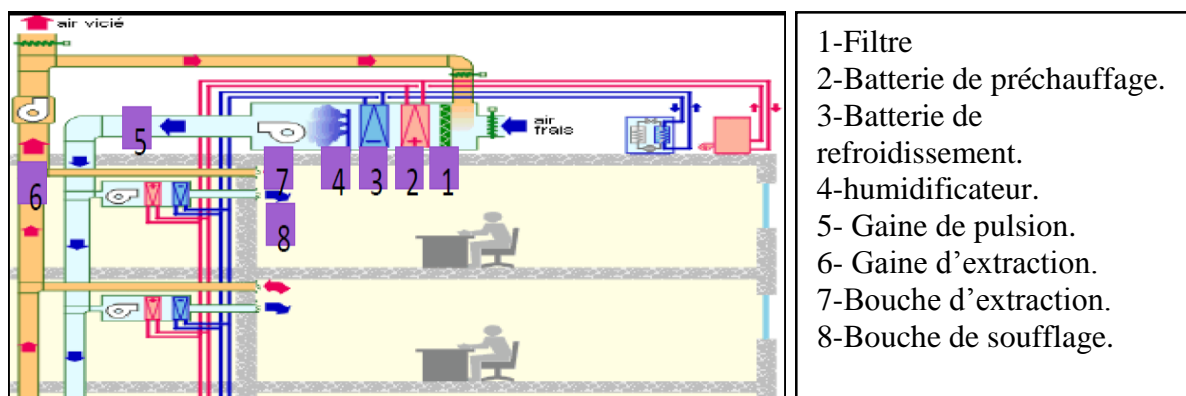 air vicié
air
frais
5
6
7
4
3
2
1
8
1-Filtre
2-Batterie de préchauffage.
3-Batterie de
refroidissement.
4-humidificateur.
5- Gaine de pulsion.
6- Gaine d’extraction.
7-Bouche d’extraction.
8-Bouche de soufflage.